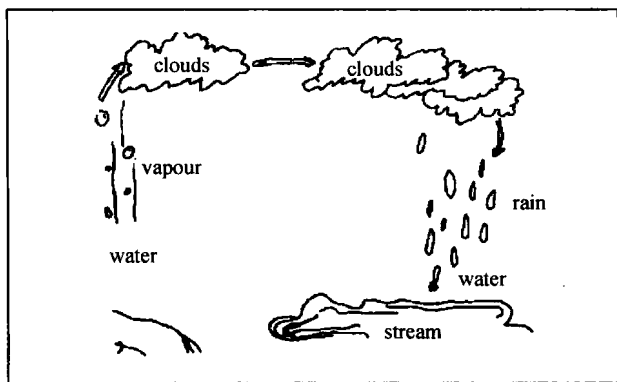 clouds
clouds
vapour
rain
water
water
stream